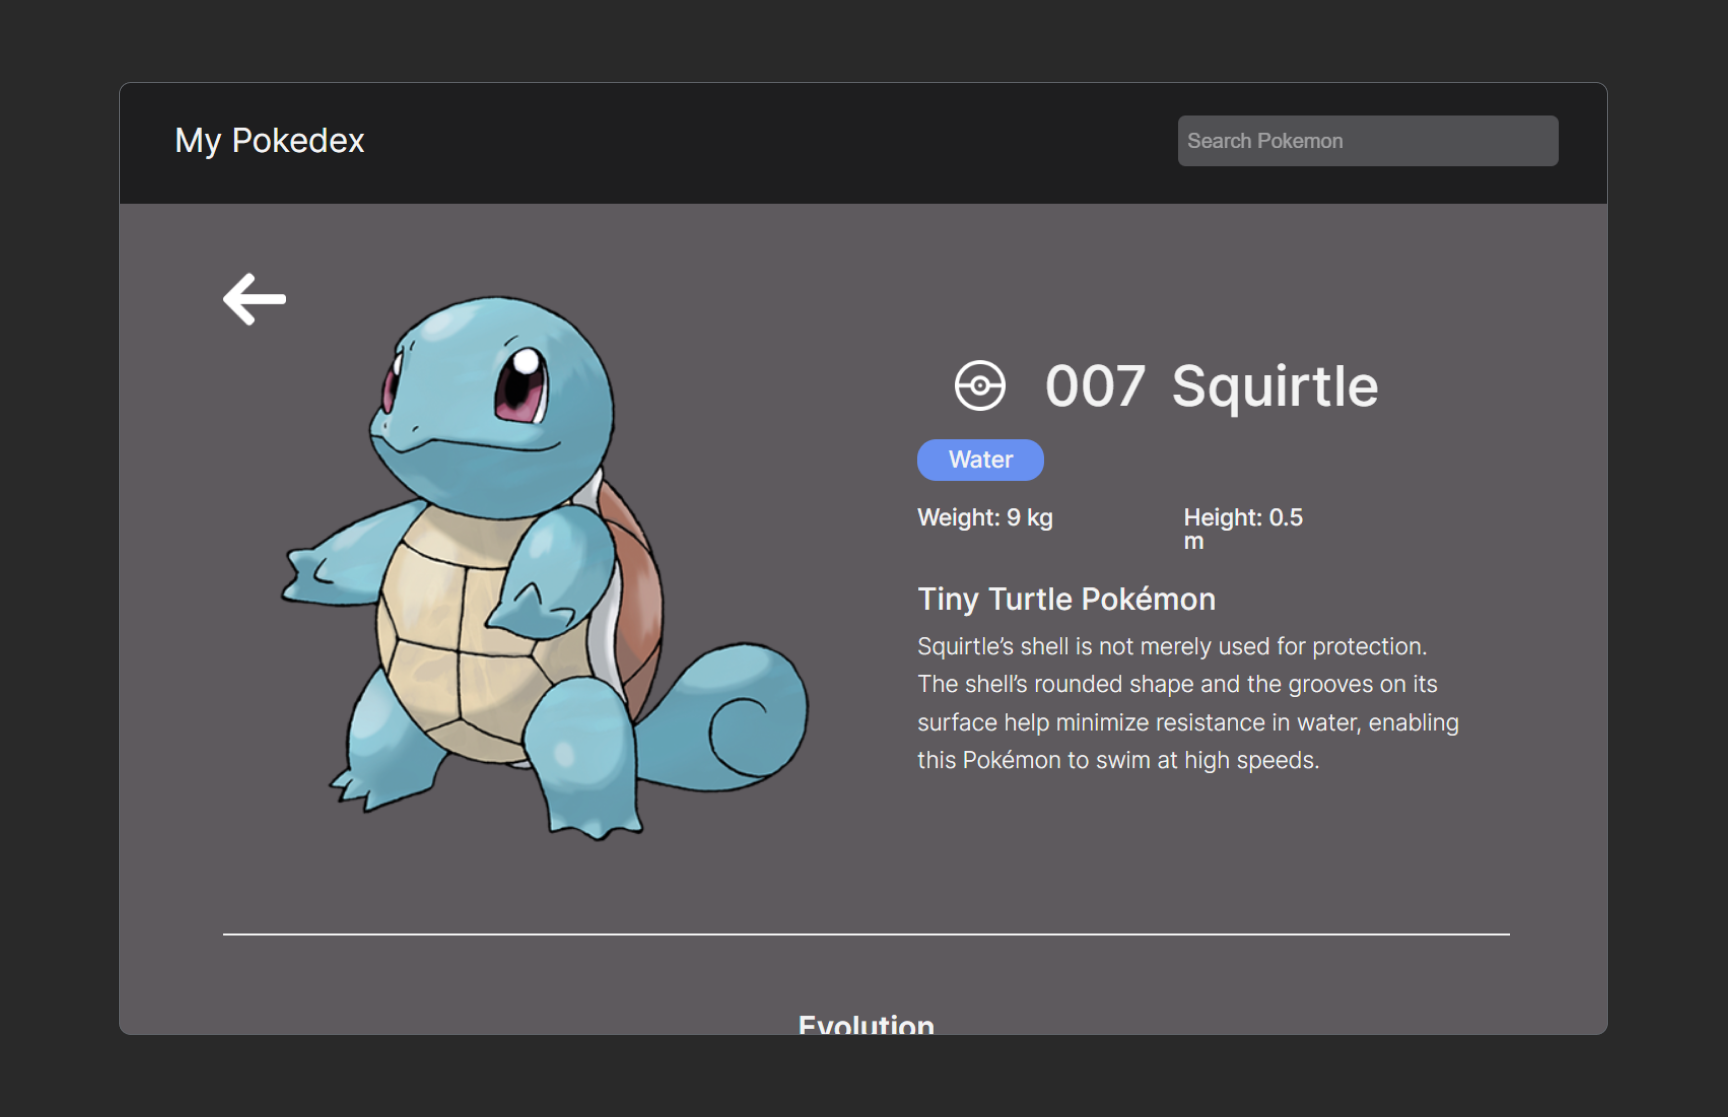 My Pokedex
Search Pokemon
007 Squirtle
Water
Weight: 9 kg
Height: 0.5
m
Tiny Turtle Pokémon
Squirtle’s shell is not merely used for protection.
The shell’s rounded shape and the grooves on its
surface help minimize resistance in water, enabling
this Pokémon to swim at high speeds.
Evolution